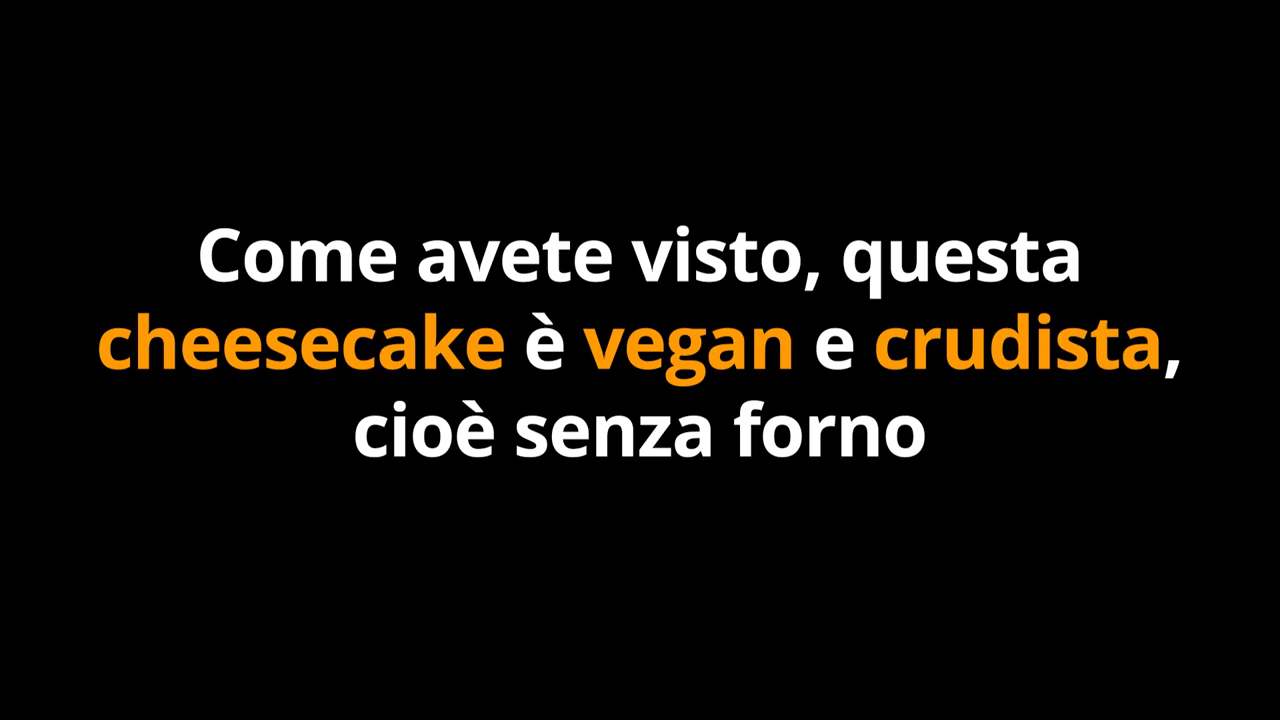 Come avete visto, questa
cheesecake è vegan e crudista,
cioè senza forno